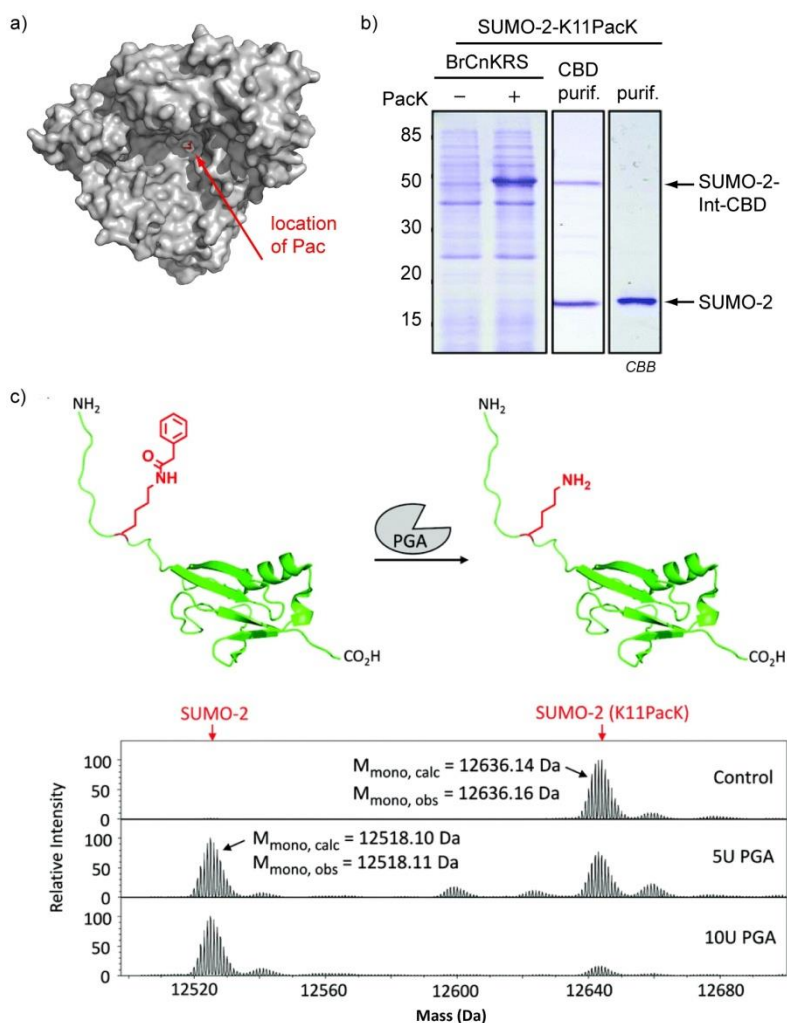 a)
location
of Pac
b)
SUMO-2-K11PacK
BrCnKRS
CBD
purif.
purif.
PacK
−
+
85
50
30
20
15
SUMO-2-
Int-CBD
SUMO-2
CBB
c)
NH2
O
NH
CO2H
PGA
NH2
NH2
CO2H
SUMO-2
SUMO-2 (K11PacK)
Relative Intensity
100
50
0
Mmono, calc = 12636.14 Da
Mmono, obs = 12636.16 Da
Control
100
50
0
Mmono, calc = 12518.10 Da
Mmono, obs = 12518.11 Da
5U PGA
100
50
0
10U PGA
12520
12560
12600
12640
12680
Mass (Da)